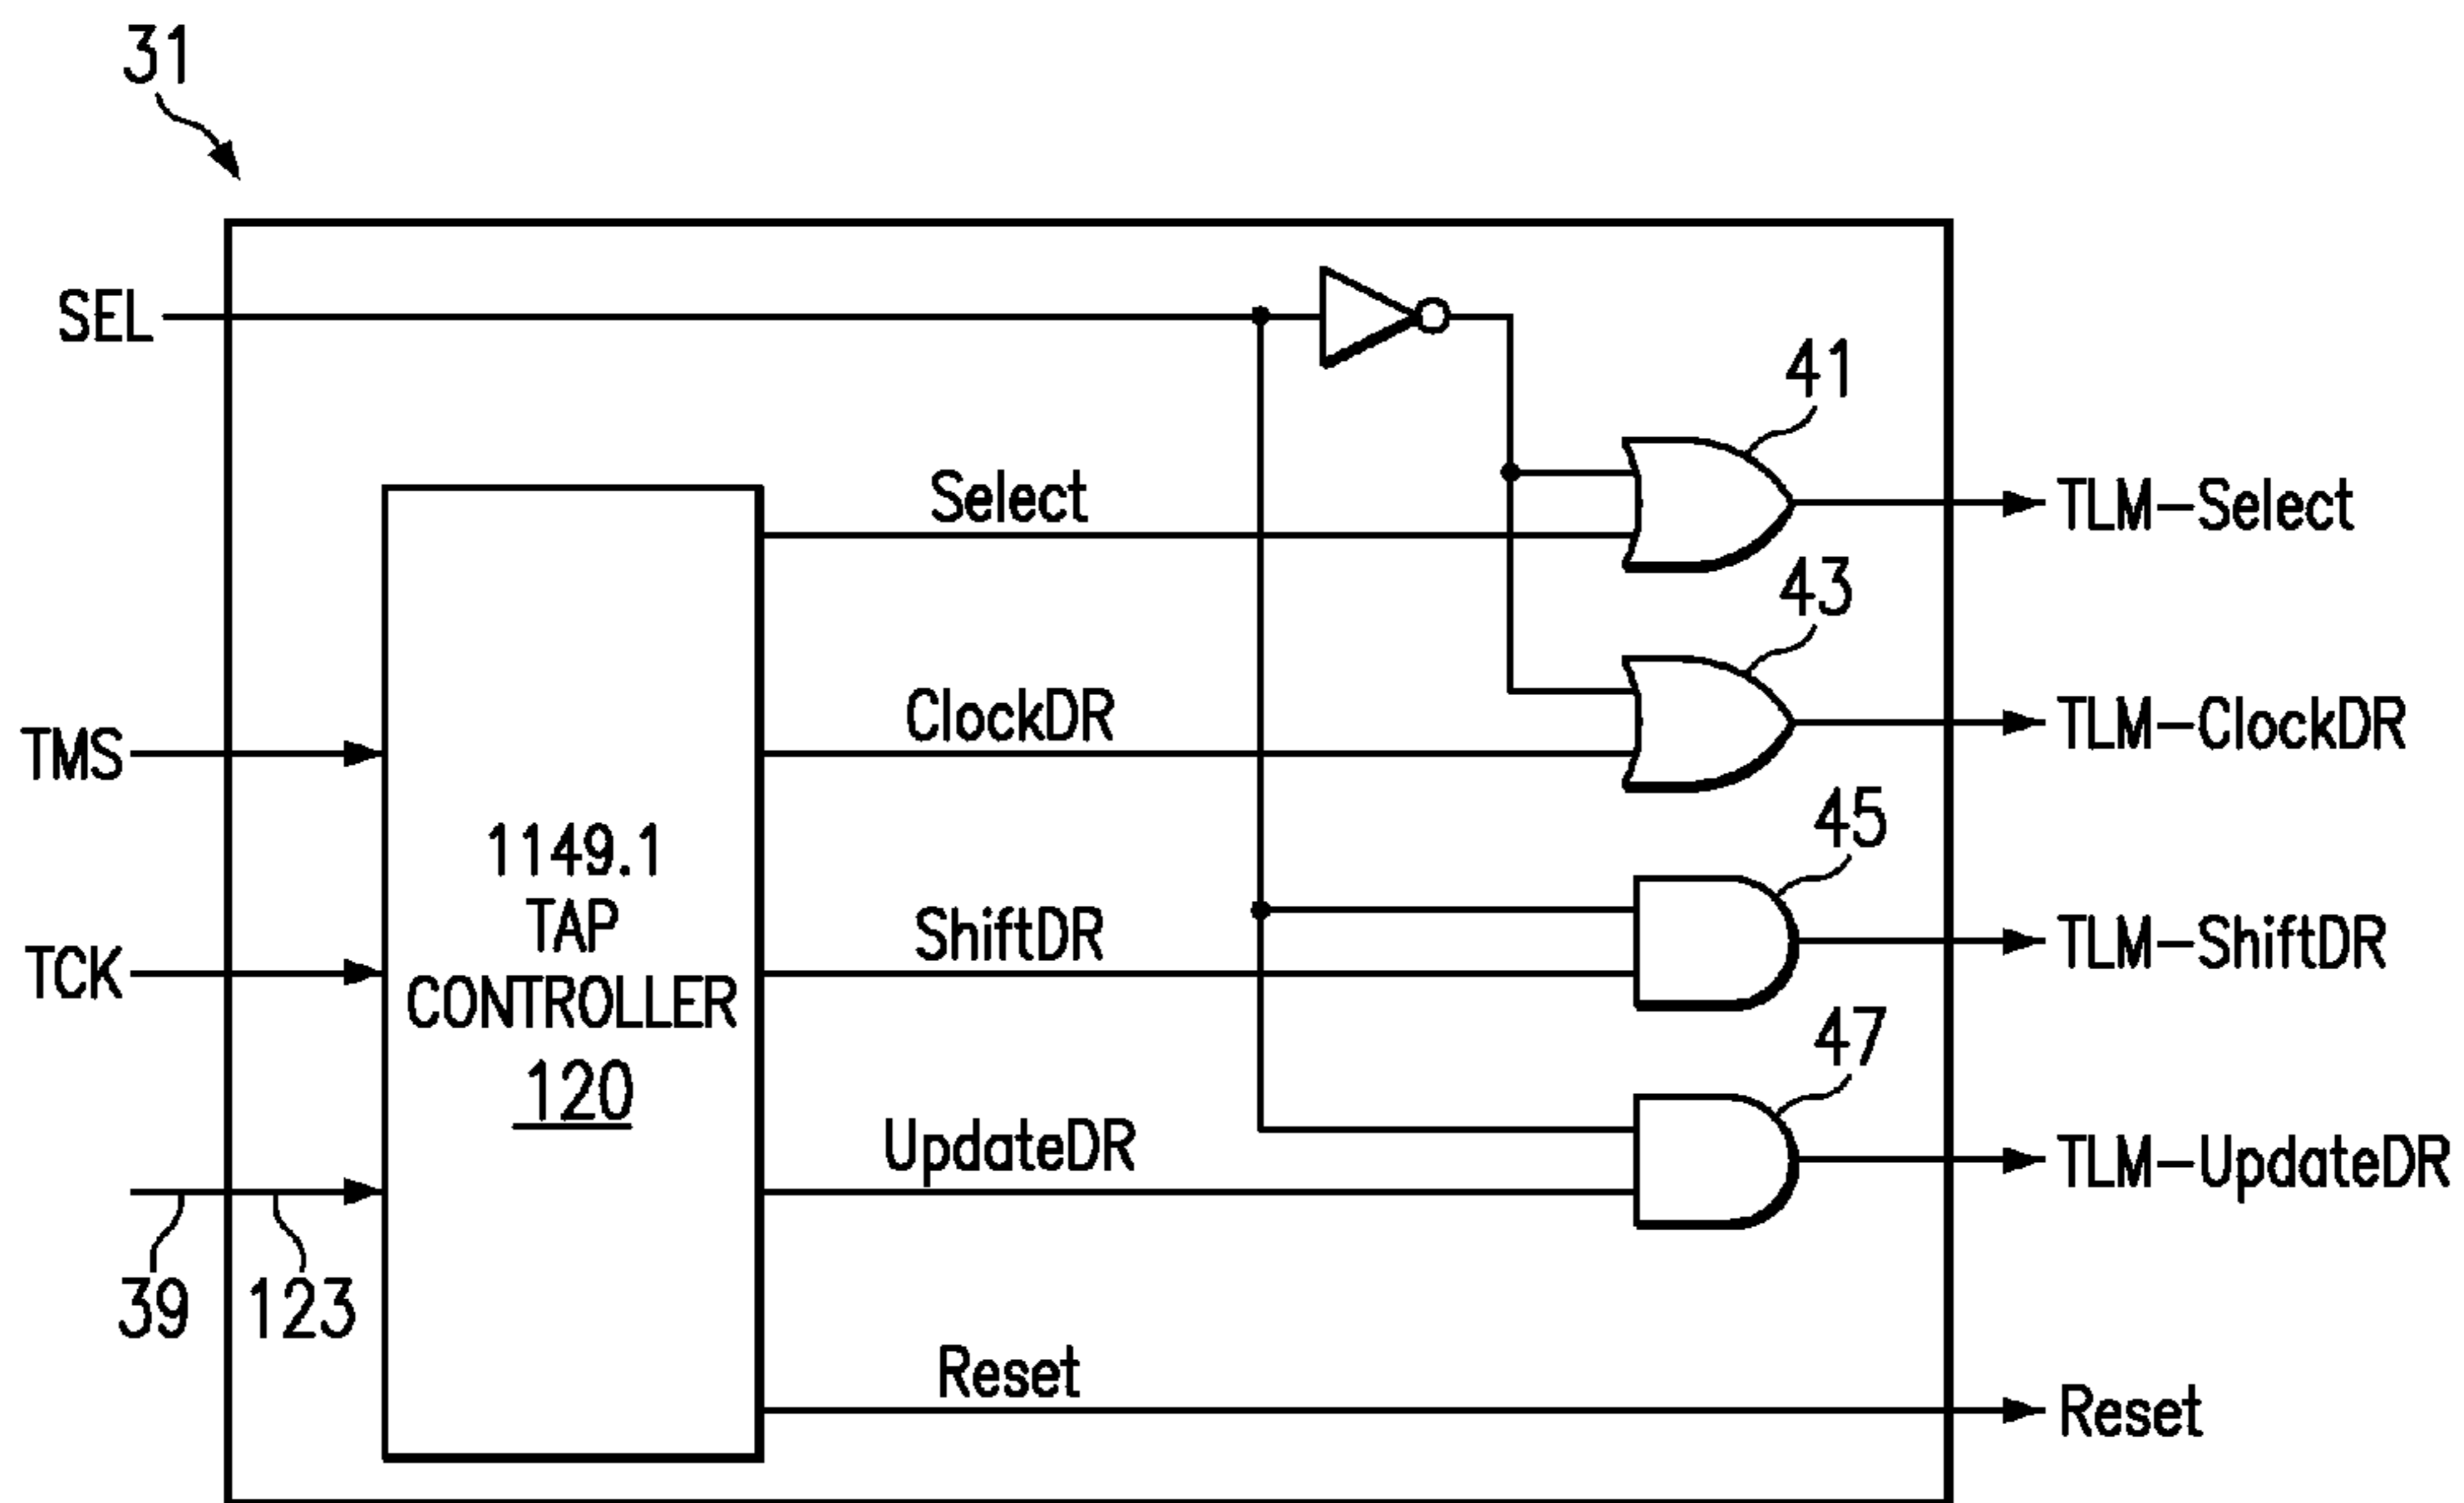 31
SEL
41
Select
TLM-Select
43
ClockDR
TLM-ClockDR
TMS
45
1149.1
TAP
CONTROLLER
120
ShiftDR
TLM-ShiftDR
TCK
47
UpdateDR
TLM-UpdateDR
39
123
Reset
Reset